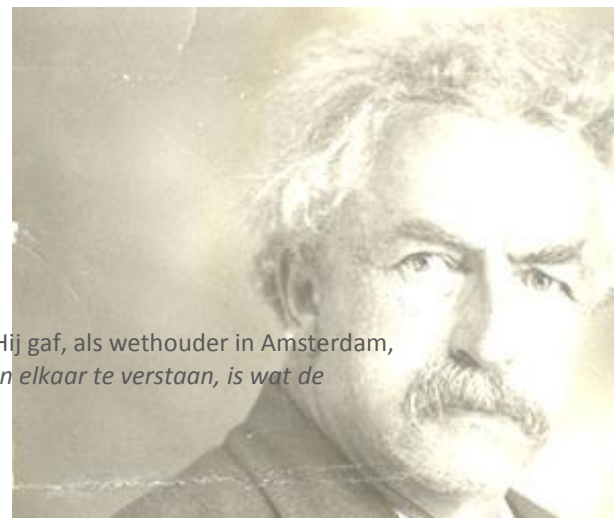 Hij gaf, als wethouder in Amsterdam,
n elkaar te verstaan, is wat de